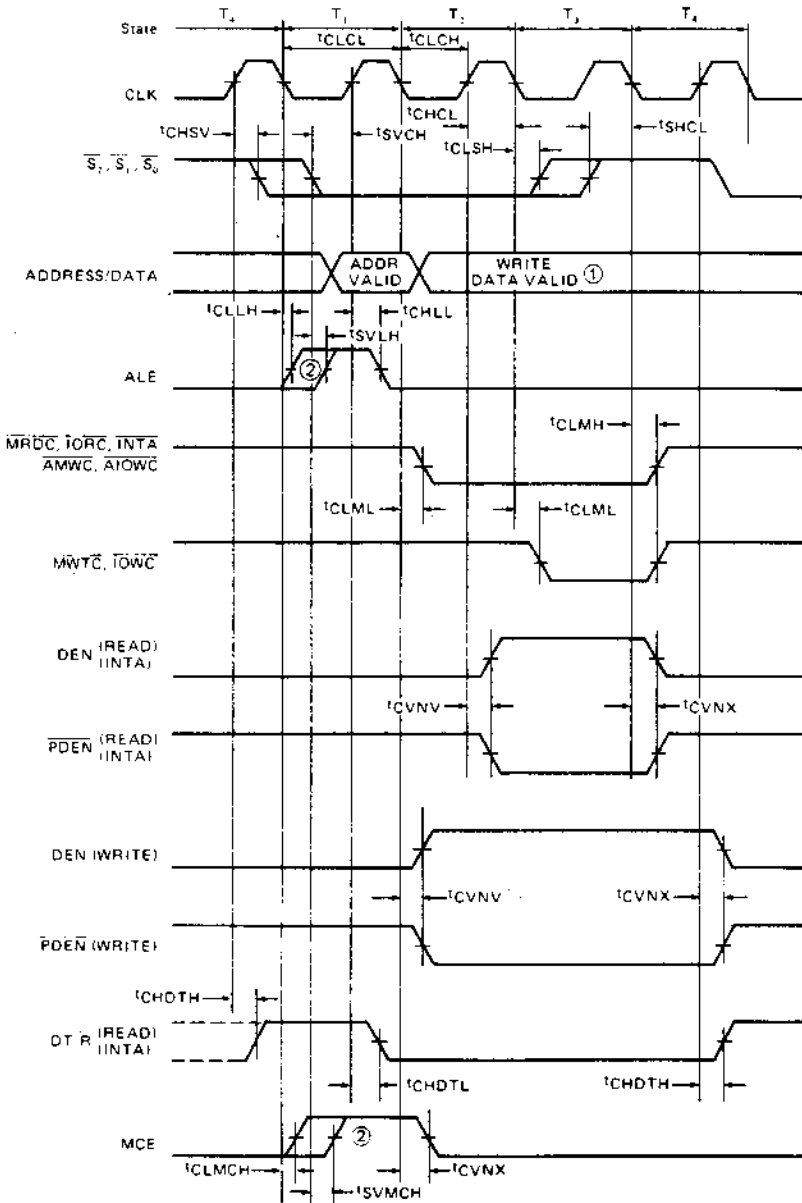 State T4 T1 T2 T3 T4
tCLCL tCLCH
CLK
tCHCL
tCHSV tSVCH tSHCL
tCLSH
S2, S1, S0
ADDRESS/DATA ADDR VALID WRITE DATA VALID ①
tCLLH tCHLL
tSVLH
ALE ②
tCLMH
MRDC, IORC, INTA
AMWC, AIOWC
tCLML tCLML
MWTC, IOWC
DEN (READ)
(INTA)
tCVNV tCVNX
PDEN (READ)
(INTA)
DEN (WRITE)
tCVNV tCVNX
PDEN (WRITE)
tCHDTH
DT R (READ)
(INTA)
tCHDTL tCHDTH
MCE ②
tCLMCH tCVNX
tSVMCH